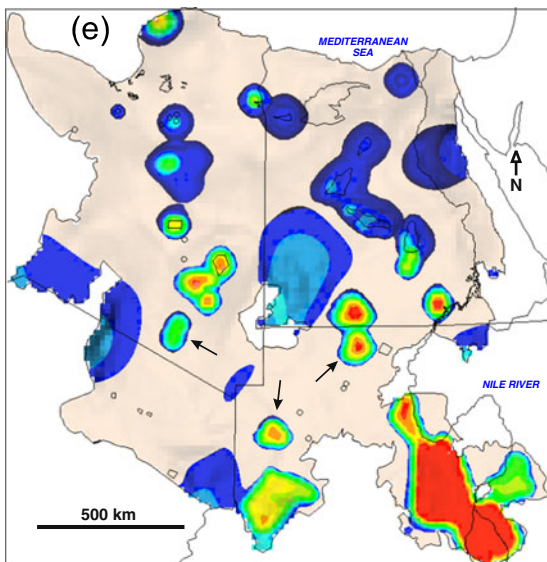 (e)
MEDITERRANEAN
SEA
N
NILE RIVER
500 km